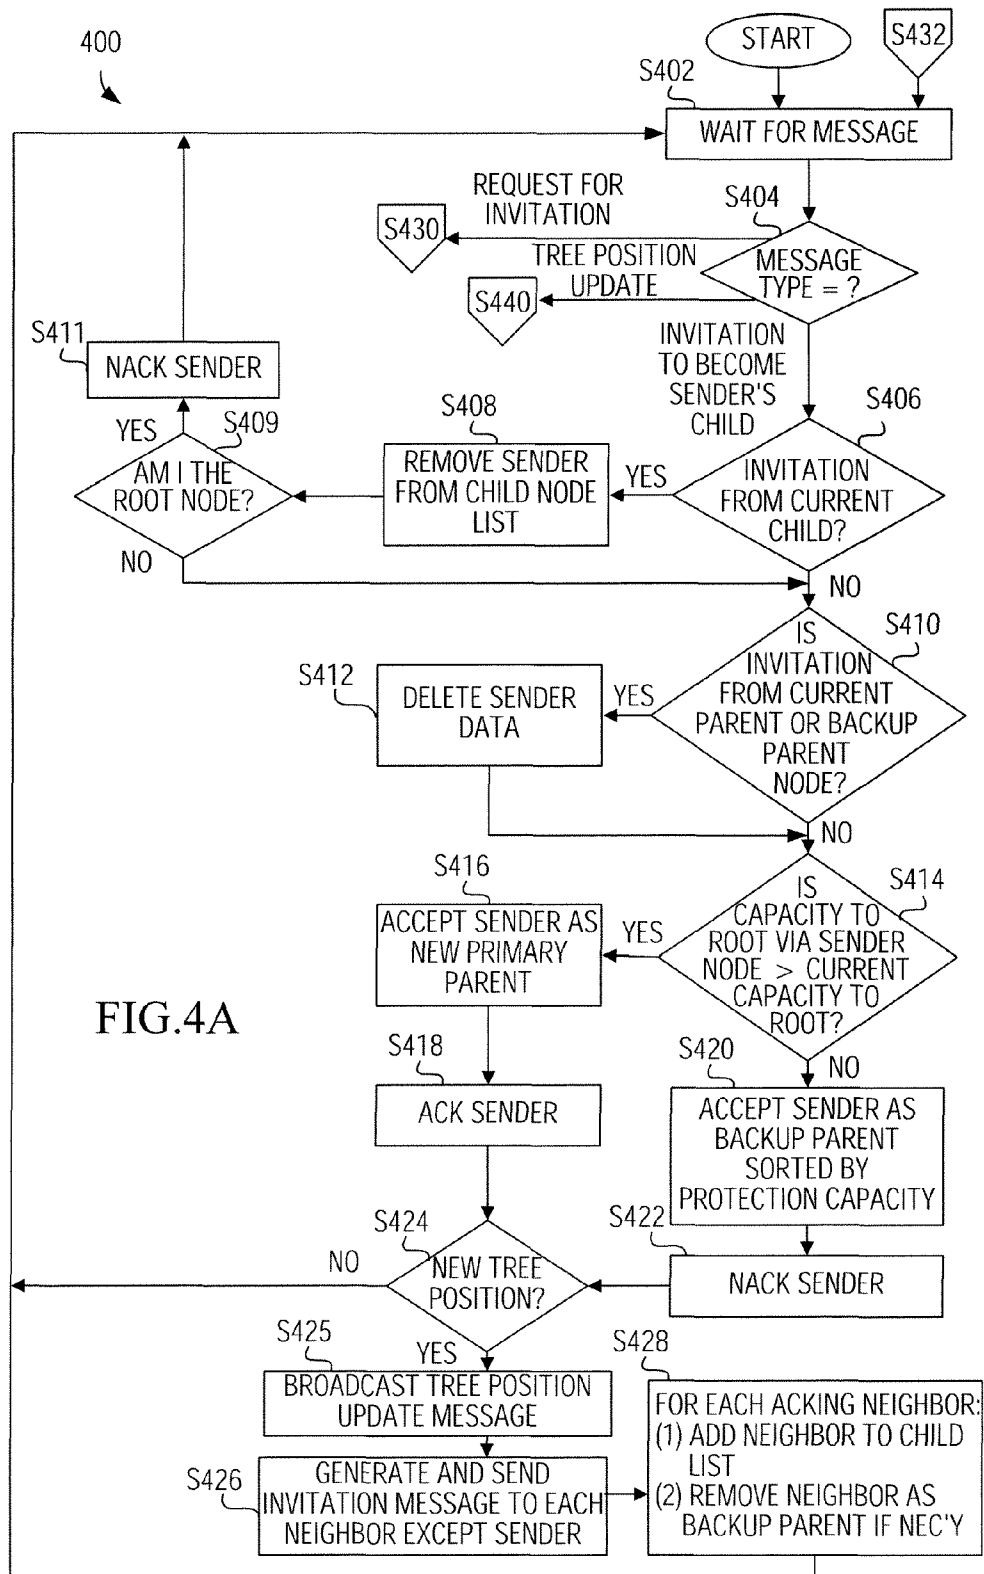 400
START
S432
S402
WAIT FOR MESSAGE
REQUEST FOR
INVITATION
S430
S404
MESSAGE
TYPE = ?
TREE POSITION
UPDATE
S440
INVITATION
TO BECOME
SENDER'S
CHILD
S411
NACK SENDER
YES
S409
AM I THE
ROOT NODE?
NO
S408
REMOVE SENDER
FROM CHILD NODE
LIST
YES
S406
INVITATION
FROM CURRENT
CHILD?
NO
S410
IS
INVITATION
FROM CURRENT
PARENT OR BACKUP
PARENT
NODE?
YES
S412
DELETE SENDER
DATA
NO
S414
IS
CAPACITY TO
ROOT VIA SENDER
NODE > CURRENT
CAPACITY TO
ROOT?
YES
S416
ACCEPT SENDER AS
NEW PRIMARY
PARENT
FIG.4A
S418
ACK SENDER
NO
S420
ACCEPT SENDER AS
BACKUP PARENT
SORTED BY
PROTECTION CAPACITY
S422
NACK SENDER
S424
NEW TREE
POSITION?
NO
YES
S425
BROADCAST TREE POSITION
UPDATE MESSAGE
S426
GENERATE AND SEND
INVITATION MESSAGE TO EACH
NEIGHBOR EXCEPT SENDER
S428
FOR EACH ACKING NEIGHBOR:
(1) ADD NEIGHBOR TO CHILD
LIST
(2) REMOVE NEIGHBOR AS
BACKUP PARENT IF NEC'Y